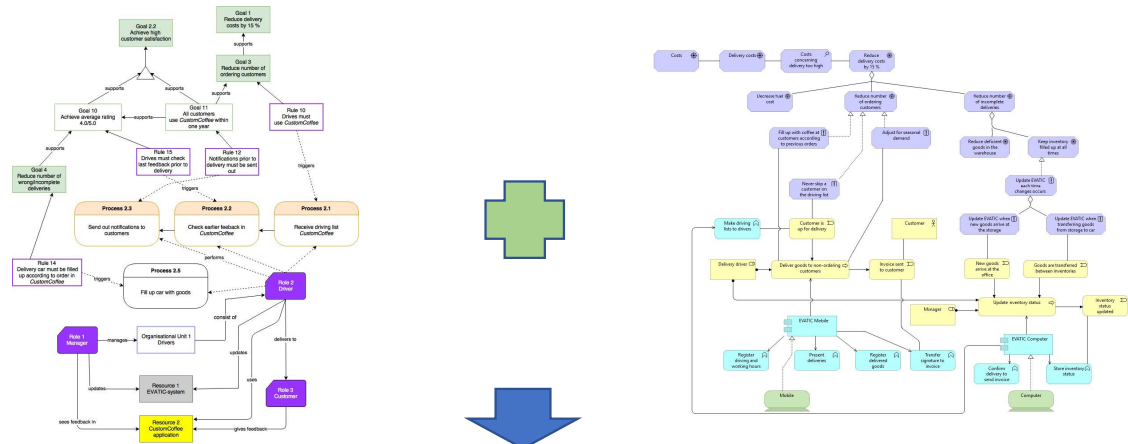 Goal 2.2
Achieve high
customer satisfaction
Goal 1
Reduce delivery
costs by 15 %
supports
supports
Goal 3
Reduce number of
ordering customers
supports
supports
supports
Goal 10
Achieve average rating
4.0/5.0
supports
Goal 11
All customers
use CustomCoffee within
one year
Rule 10
Drives must
use CustomCoffee
Rule 15
Drives must check
last feedback prior to
delivery
Rule 12
Notifications prior to
delivery must be sent
out
supports
Goal 4
Reduce number of
wrong/incomplete
deliveries
triggers
triggers
Process 2.3
Send out notifications to
customers
Process 2.2
Check earlier feeback in
CustomCoffee
Process 2.1
Receive driving list
CustomCoffee
performs
Rule 14
Delivery car must be filled
up according to order in
CustomCoffee
triggers
Process 2.5
Fill up car with goods
Role 2
Driver
consist of
Role 1
Manager
manages
Organisational Unit 1
Drivers
delivers to
updates
updates
Resource 1
EVATIC-system
uses
Role 3
Customer
sees feedback in
Resource 2
CustomCoffee
application
gives feedback
Costs
Delivery costs
Costs
concerning
delivery too high
Reduce
delivery costs
by 15 %
Decrease fuel
cost
Reduce number
of ordering
customers
Reduce number
of incomplete
deliveries
Fill up with coffee at
customers according
to previous orders
Adjust for seasonal
demand
Reduce deficient
goods in the
warehouse
Keep inventory
filled up at all
times
Never skip a
customer on
the driving list
Update EVATIC
each time
changes occurs
Make driving
lists to drivers
Customer is
up for delivery
Customer
Update EVATIC when
new goods arrive at
the storage
Update EVATIC when
transferring goods
from storage to car
Delivery driver
Deliver goods to non-ordering
customers
Invoice sent
to customer
New goods
arrive at the
office
Goods are transferred
between inventories
Manager
Update inventory status
Inventory
status
updated
EVATIC Mobile
EVATIC Computer
Register
driving and
working hours
Present
deliveries
Register
delivered
goods
Transfer
signature to
invoice
Confirm
delivery to
send invoice
Store inventory
status
Mobile
Computer